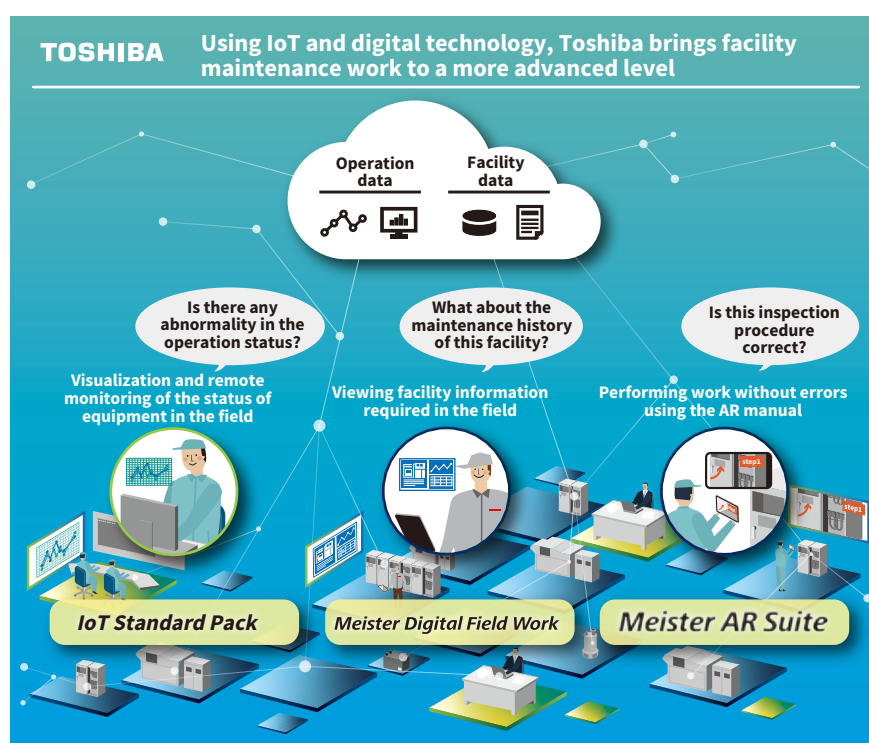 TOSHIBA
Using IoT and digital technology, Toshiba brings facility
maintenance work to a more advanced level
Operation
data
Facility
data
Is there any
abnormality in the
operation status?
What about the
maintenance history
of this facility?
Is this inspection
procedure
correct?
Visualization and remote
monitoring of the status of
equipment in the field
Viewing facility information
required in the field
Performing work without errors
using the AR manual
step1
step1
IoT Standard Pack
Meister Digital Field Work
Meister AR Suite